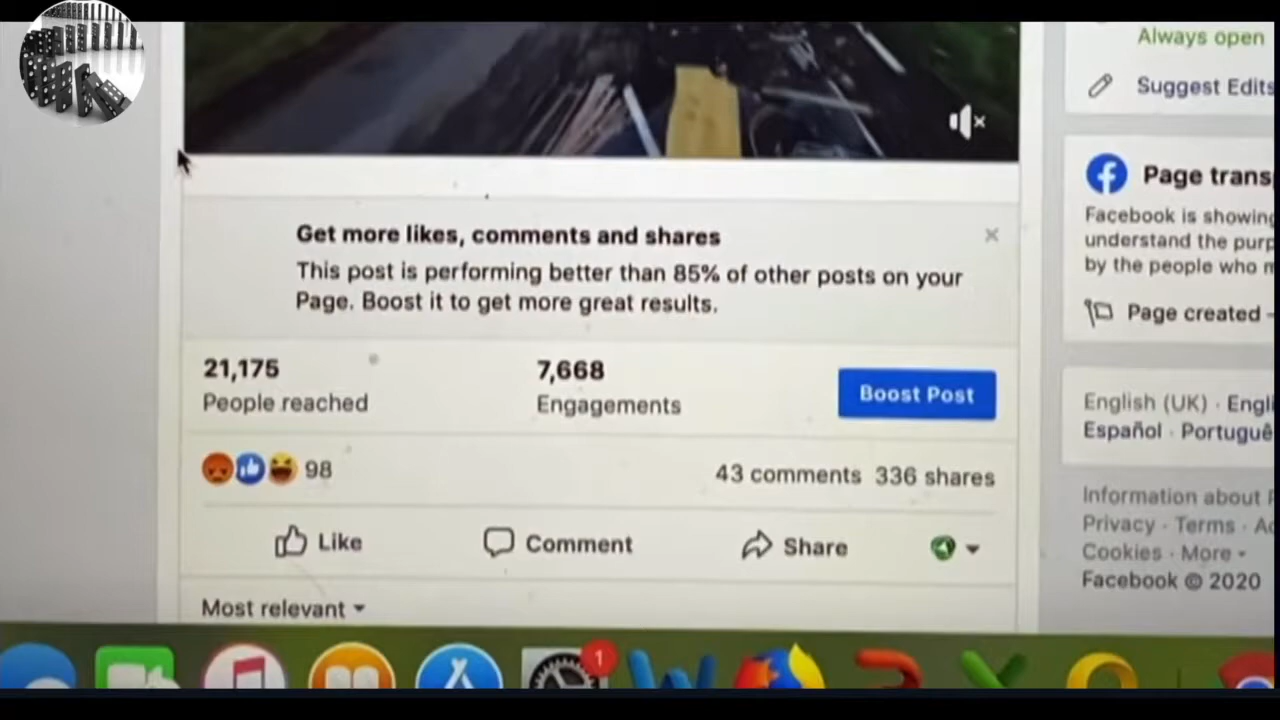 Always open
Suggest Edits
Page trans
Facebook is showing
understand the purp
by the people who
Page created -
Get more likes, comments and shares
This post is performing better than 85% of other posts on your
Page. Boost it to get more great results.
21,175
People reached
7,668
Engagements
Boost Post
98
43 comments 336 shares
Like
Comment
Share
Most relevant
English (UK) · Engli
Español · Portuguê
Information about
Privacy · Terms · Ad
Cookies · More
Facebook © 2020
1